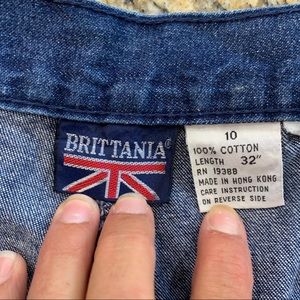 BRITTANIA®
10
100% COTTON
LENGTH 32"
RN 19388
MADE IN HONG KONG
CARE INSTRUCTION
ON REVERSE SIDE